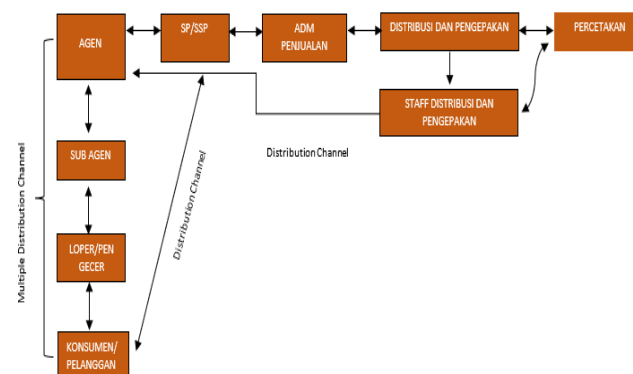 AGEN
SP/SSP
ADM
PENJUALAN
DISTRIBUSI DAN PENGEPAKAN
PERCETAKAN
STAFF DISTRIBUSI DAN
PENGEPAKAN
Distribution Channel
SUB AGEN
Distribution Channel
Multiple Distribution Channel
LOPER/PEN
GECER
KONSUMEN/
PELANGGAN